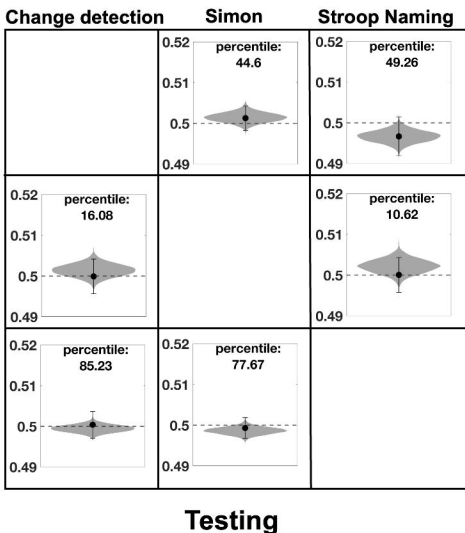 Change detection Simon Stroop Naming
0.52 percentile: 44.6
0.51
0.5
0.49
0.52 percentile: 49.26
0.51
0.5
0.49
0.52 percentile: 16.08
0.51
0.5
0.49
0.52 percentile: 10.62
0.51
0.5
0.49
0.52 percentile: 85.23
0.51
0.5
0.49
0.52 percentile: 77.67
0.51
0.5
0.49
Testing